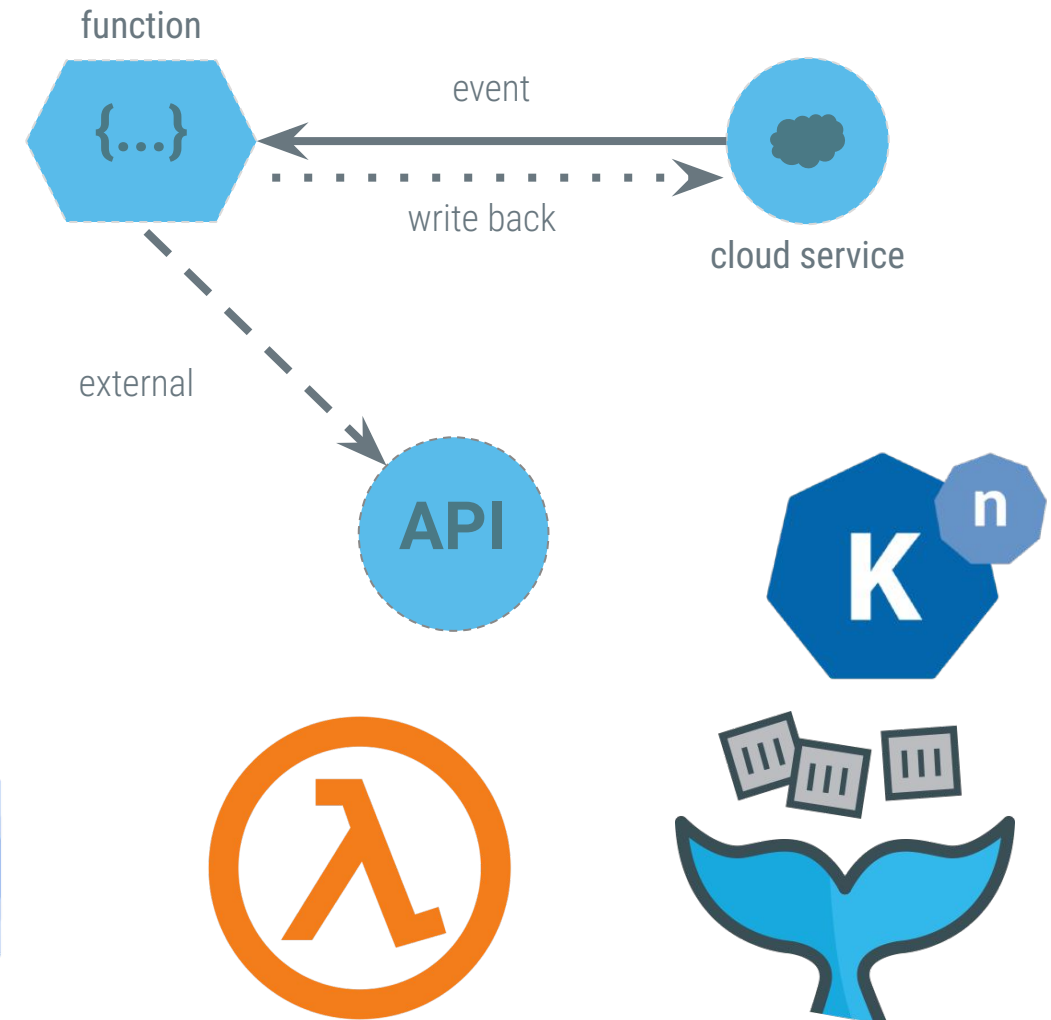 function
{...}
event
write back
cloud service
external
API
n
K
λ